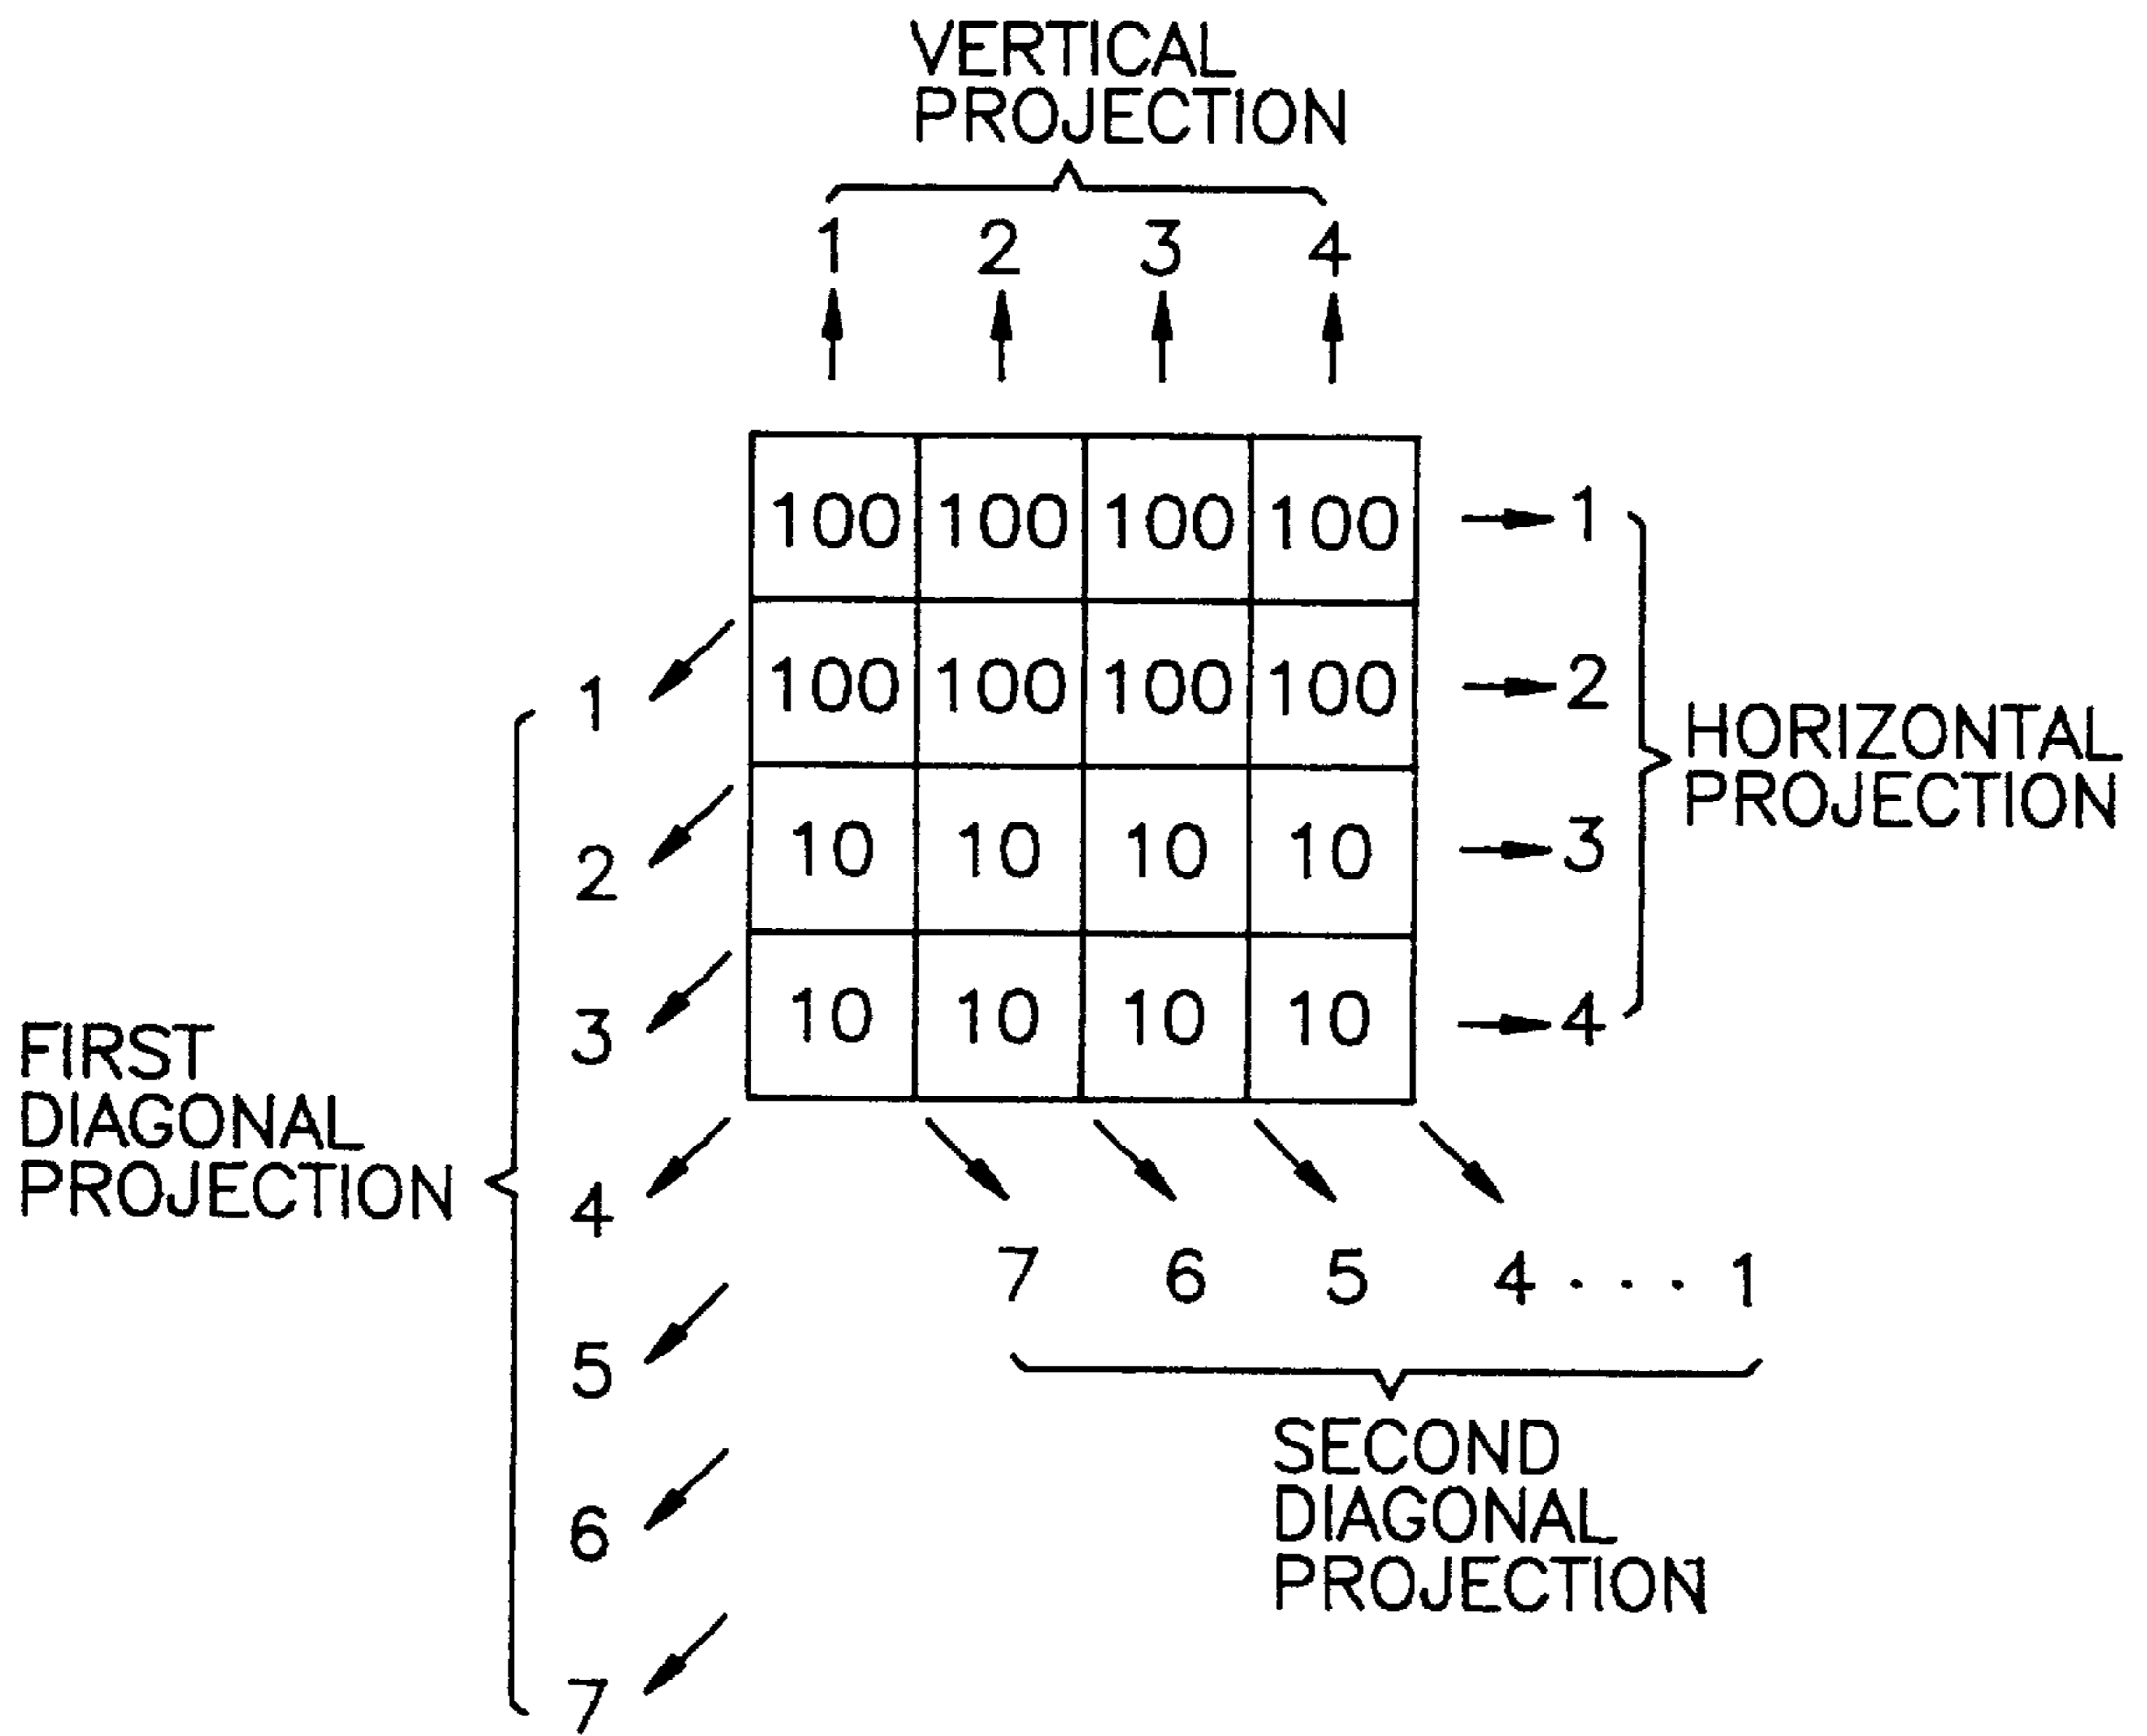 VERTICAL
PROJECTION
1 2 3 4
100 100 100 100 1
100 100 100 100 2
HORIZONTAL
PROJECTION
10 10 10 10 3
10 10 10 10 4
1
2
3
4
5
6
7
FIRST
DIAGONAL
PROJECTION
7 6 5 4 . . . 1
SECOND
DIAGONAL
PROJECTION